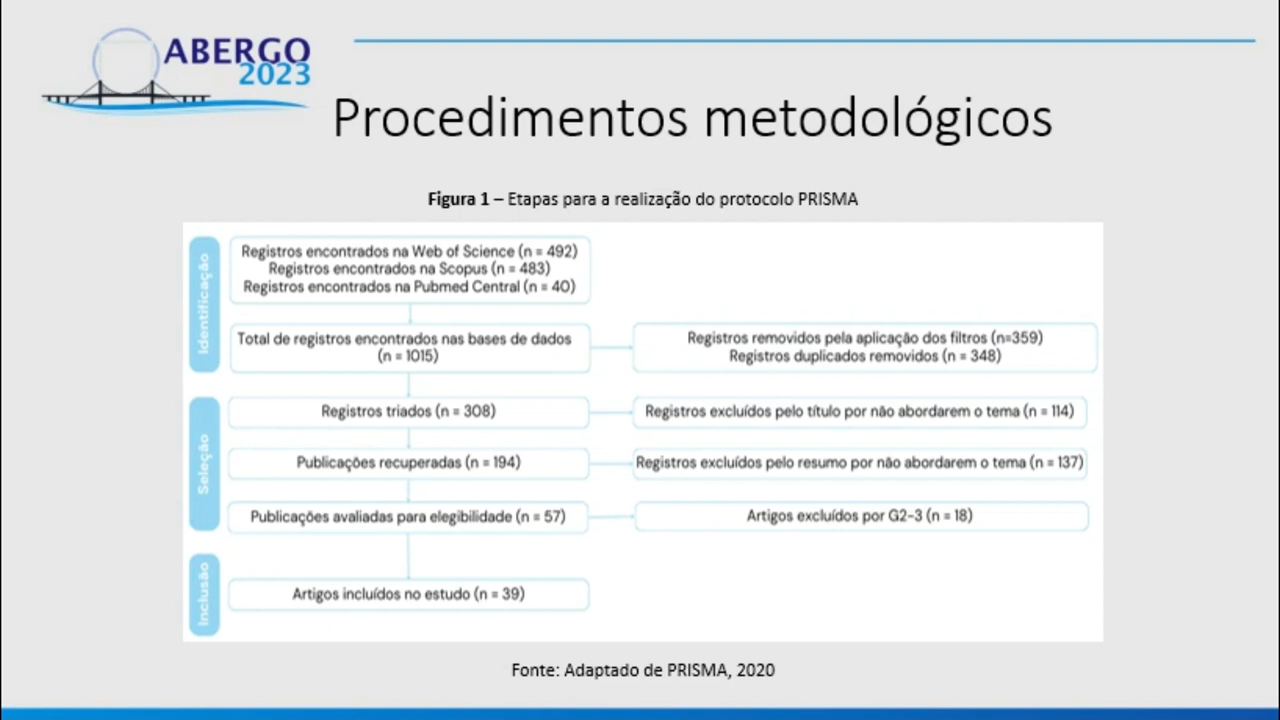 ABERGO
2023
Procedimentos metodológicos
Figura 1 – Etapas para a realização do protocolo PRISMA
Identificação
Registros encontrados na Web of Science (n = 492)
Registros encontrados na Scopus (n = 483)
Registros encontrados na Pubmed Central (n = 40)
Total de registros encontrados nas bases de dados
(n = 1015)
Registros removidos pela aplicação dos filtros (n=359)
Registros duplicados removidos (n = 348)
Seleção
Registros triados (n = 308)
Registros excluídos pelo título por não abordarem o tema (n = 114)
Publicações recuperadas (n = 194)
Registros excluídos pelo resumo por não abordarem o tema (n = 137)
Publicações avaliadas para elegibilidade (n = 57)
Artigos excluídos por G2-3 (n = 18)
Inclusão
Artigos incluídos no estudo (n = 39)
Fonte: Adaptado de PRISMA, 2020